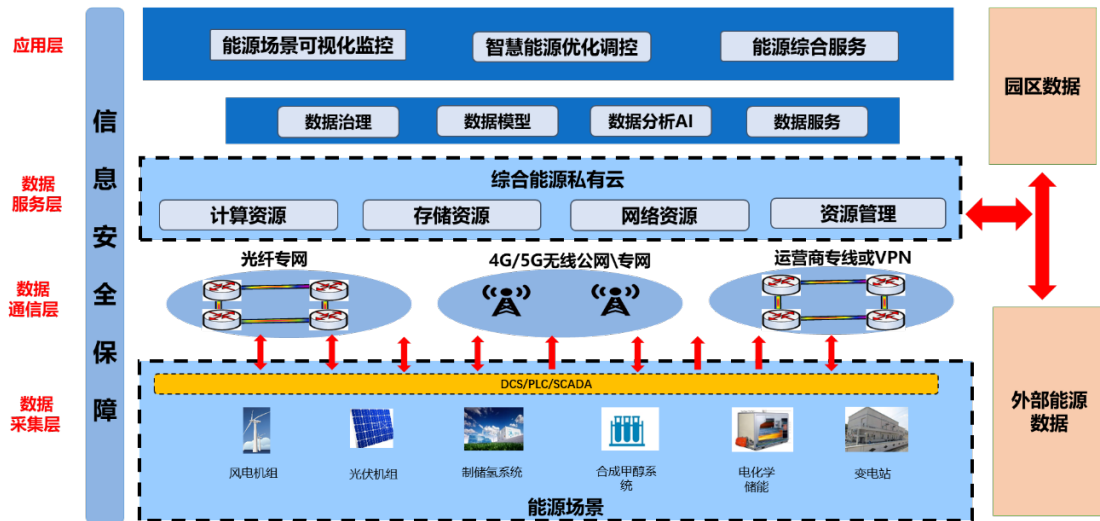 应用层
能源场景可视化监控
智慧能源优化调控
能源综合服务
园区数据
信
息
安
全
保
障
数据治理
数据模型
数据分析AI
数据服务
数据
服务层
综合能源私有云
计算资源
存储资源
网络资源
资源管理
数据
通信层
光纤专网
4G/5G无线公网\专网
运营商专线或VPN
数据
采集层
DCS/PLC/SCADA
风电机组
光伏机组
制储氢系统
合成甲醇系
统
电化学
储能
变电站
能源场景
外部能源
数据